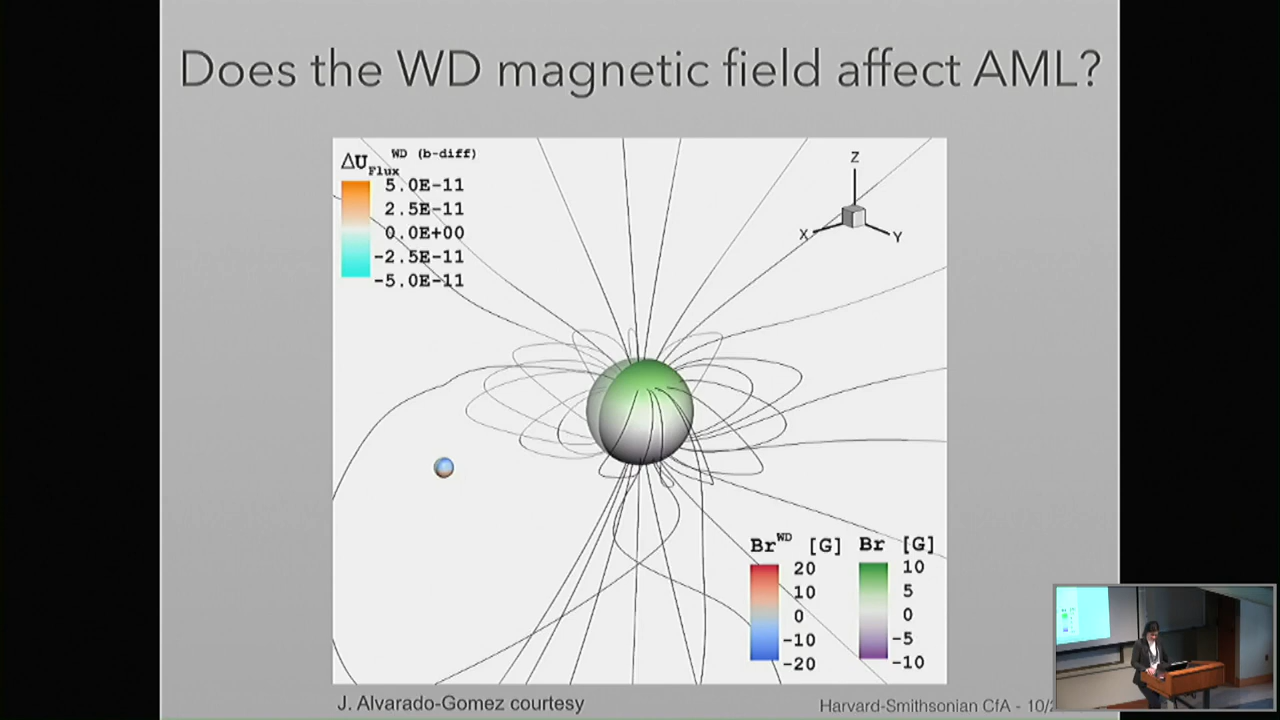 Does the WD magnetic field affect AML?
ΔU Flux WD (b-diff)
5.0E-11
2.5E-11
0.0E+00
-2.5E-11
-5.0E-11
Z
X
Y
Br WD [G]
20
10
0
-10
-20
Br [G]
10
5
0
-5
-10
J. Alvarado-Gomez courtesy
Harvard-Smithsonian CfA - 10/2